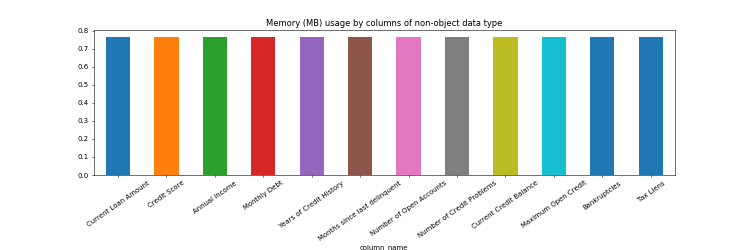 Memory (MB) usage by columns of non-object data type
0.8
0.7
0.6
0.5
0.4
0.3
0.2
0.1
0.0
Current Loan Amount
Credit Score
Annual Income
Monthly Debt
Years of Credit History
Months since last delinquent
Number of Open Accounts
Number of Credit Problems
Current Credit Balance
Maximum Open Credit
Bankruptcies
Tax Liens
column_name